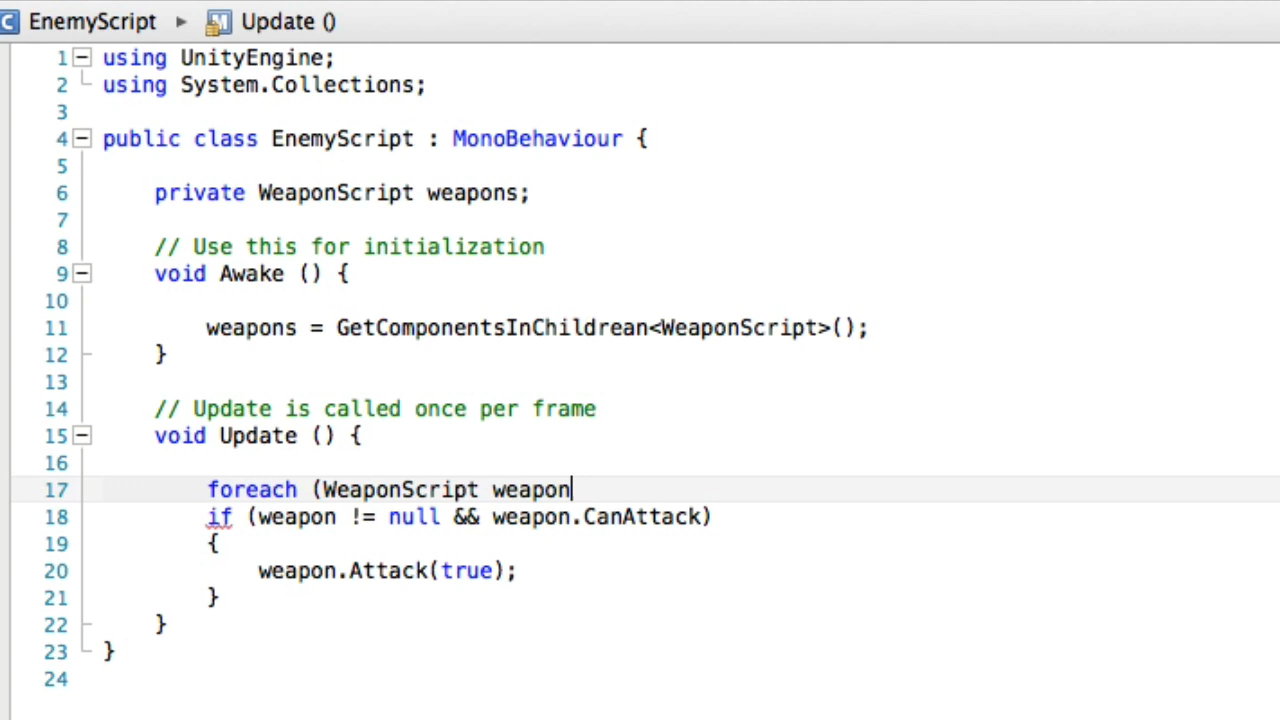 EnemyScript ▸ Update ()
1 using UnityEngine;
2 using System.Collections;
3
4 public class EnemyScript : MonoBehaviour {
5
6     private WeaponScript weapons;
7
8     // Use this for initialization
9     void Awake () {
10
11         weapons = GetComponentsInChildrean<WeaponScript>();
12     }
13
14     // Update is called once per frame
15     void Update () {
16
17         foreach (WeaponScript weapon
18         if (weapon != null && weapon.CanAttack)
19         {
20             weapon.Attack(true);
21         }
22     }
23 }
24